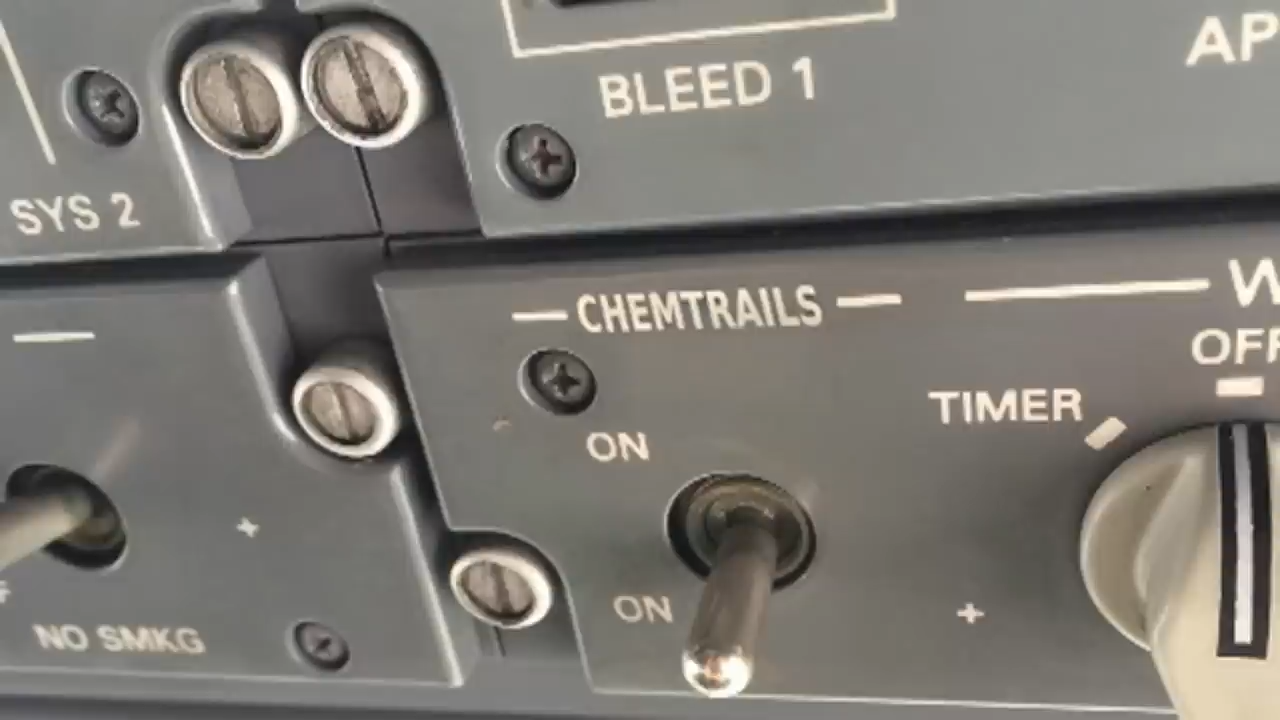 BLEED 1
AP
SYS 2
CHEMTRAILS
OFF
TIMER
ON
ON
NO SMKG